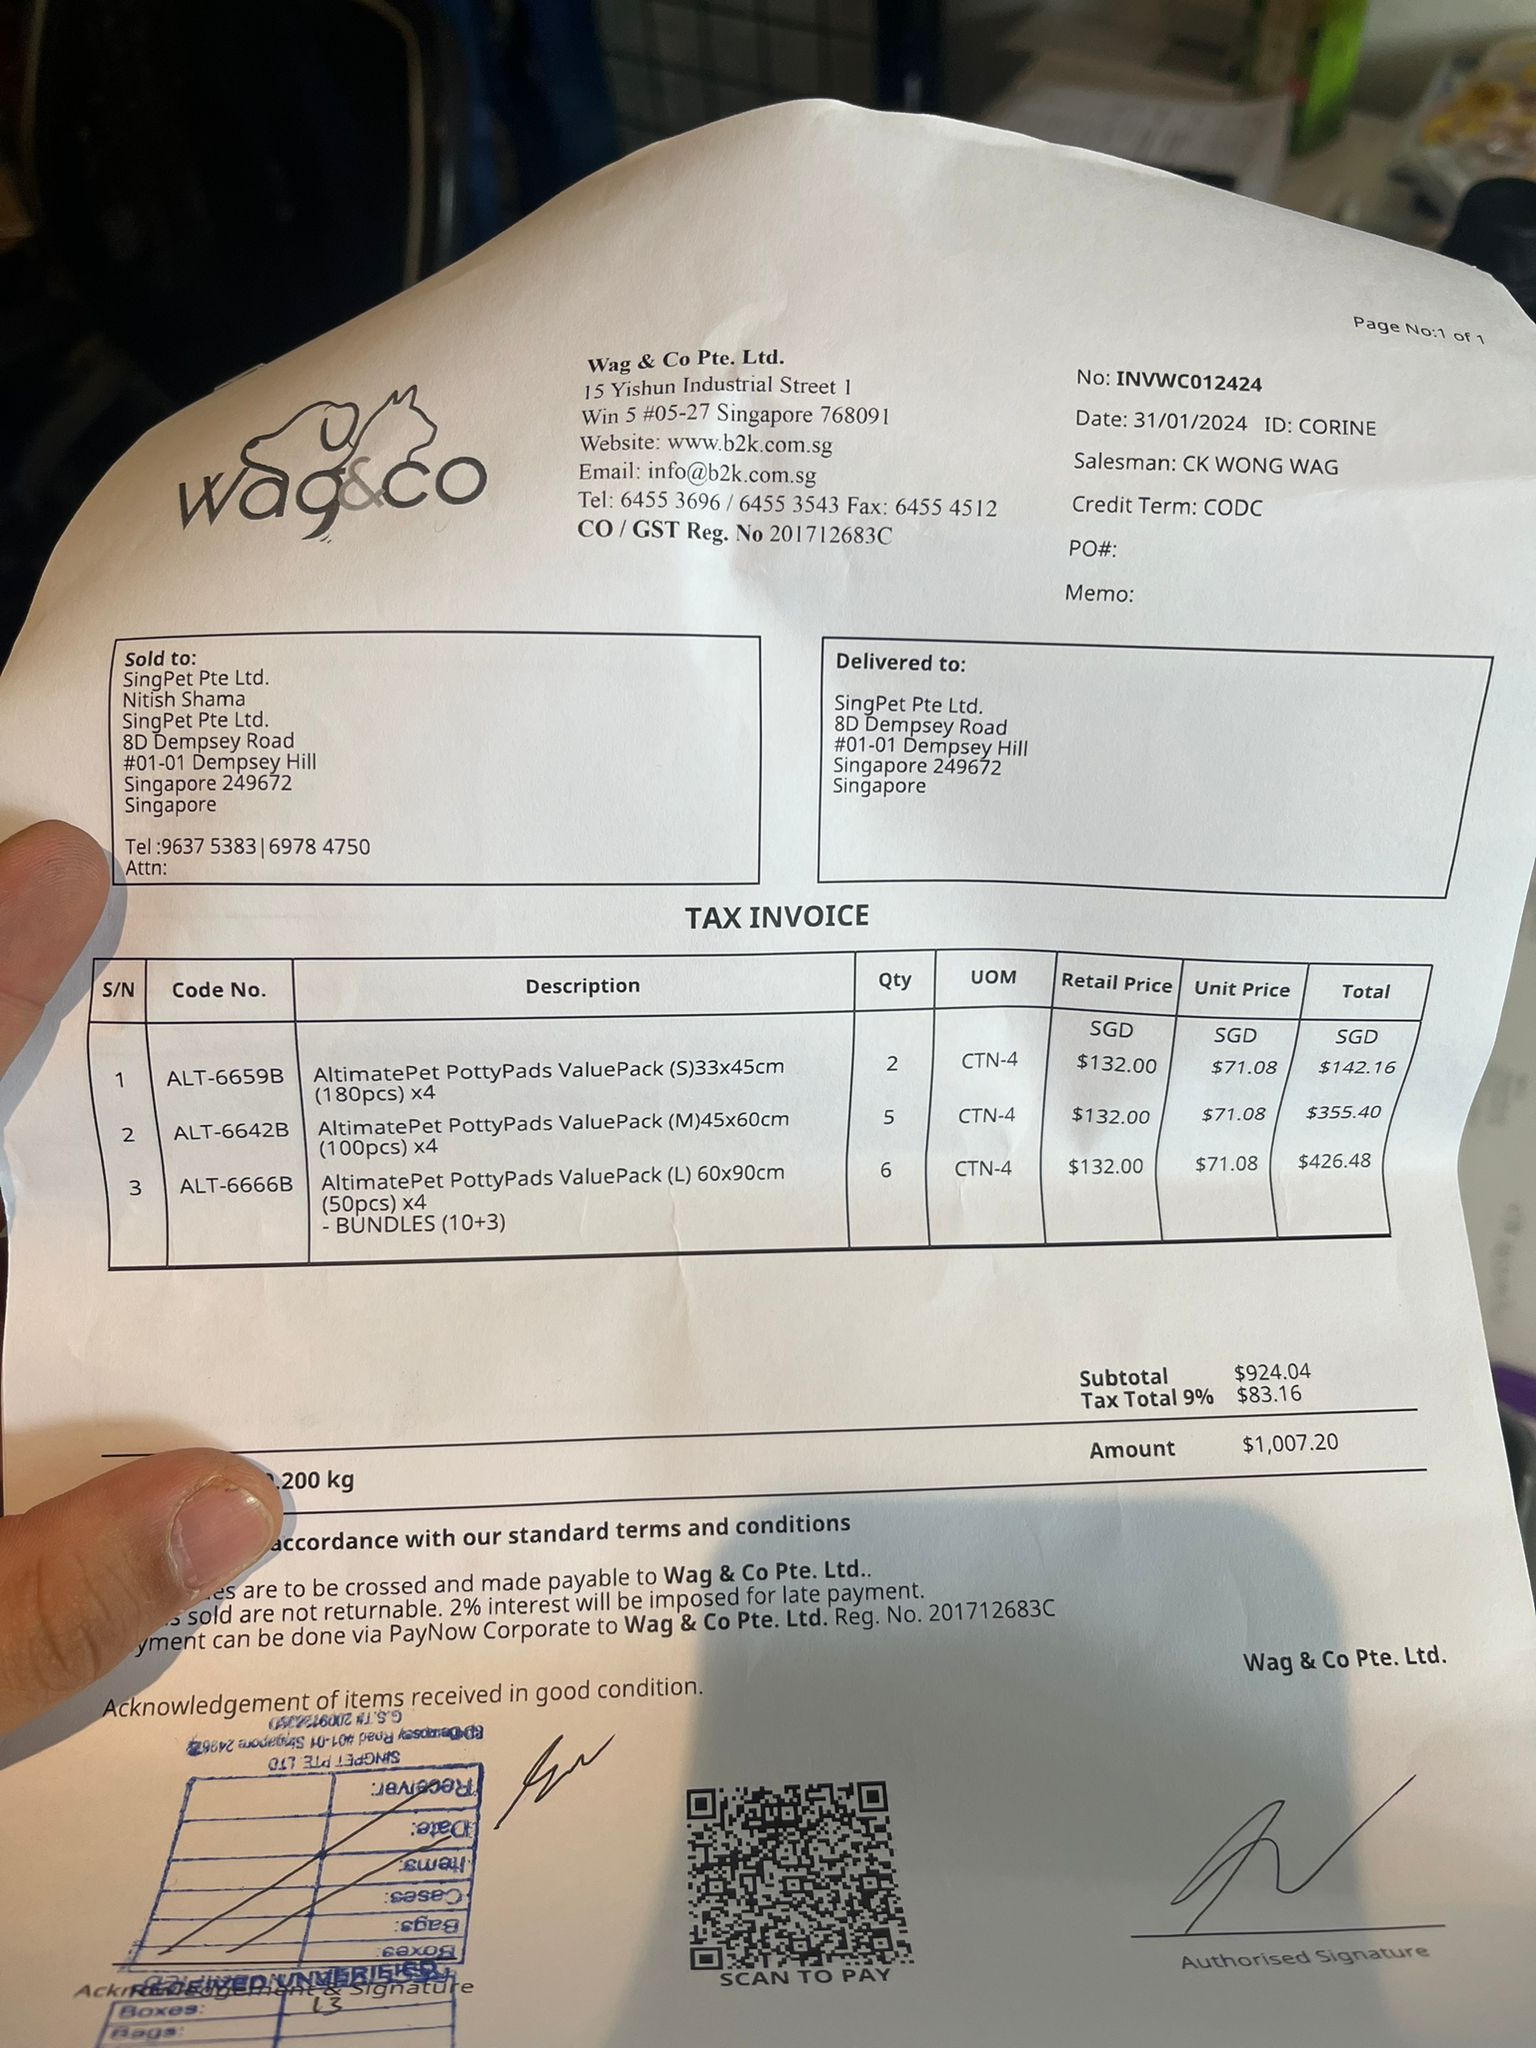 Page No:1 of 1
wag&co
Wag & Co Pte. Ltd.
15 Yishun Industrial Street 1
Win 5 #05-27 Singapore 768091
Website: www.b2k.com.sg
Email: info@b2k.com.sg
Tel: 6455 3696 / 6455 3543 Fax: 6455 4512
CO / GST Reg. No 201712683C
No: INVWC012424
Date: 31/01/2024 ID: CORINE
Salesman: CK WONG WAG
Credit Term: CODC
PO#:
Memo:
Sold to:
SingPet Pte Ltd.
Nitish Shama
SingPet Pte Ltd.
8D Dempsey Road
#01-01 Dempsey Hill
Singapore 249672
Singapore
Tel :9637 5383|6978 4750
Attn:
Delivered to:
SingPet Pte Ltd.
8D Dempsey Road
#01-01 Dempsey Hill
Singapore 249672
Singapore
TAX INVOICE
S/N Code No. Description Qty UOM Retail Price Unit Price Total
SGD SGD SGD
1 ALT-6659B AltimatePet PottyPads ValuePack (S)33x45cm 2 CTN-4 $132.00 $71.08 $142.16
(180pcs) x4
2 ALT-6642B AltimatePet PottyPads ValuePack (M)45x60cm 5 CTN-4 $132.00 $71.08 $355.40
(100pcs) x4
3 ALT-6666B AltimatePet PottyPads ValuePack (L) 60x90cm 6 CTN-4 $132.00 $71.08 $426.48
(50pcs) x4
- BUNDLES (10+3)
Subtotal $924.04
Tax Total 9% $83.16
Amount $1,007.20
.200 kg
accordance with our standard terms and conditions
are to be crossed and made payable to Wag & Co Pte. Ltd..
sold are not returnable. 2% interest will be imposed for late payment.
can be done via PayNow Corporate to Wag & Co Pte. Ltd. Reg. No. 201712683C
Wag & Co Pte. Ltd.
Acknowledgement of items received in good condition.
SINGPET PTE LTD
Receiver:
Date:
Items:
Cases:
Bags:
Boxes:
RECEIVED UNVERIFIED
Acknowledgement & Signature
Boxes: 13
Bags:
SCAN TO PAY
Authorised Signature